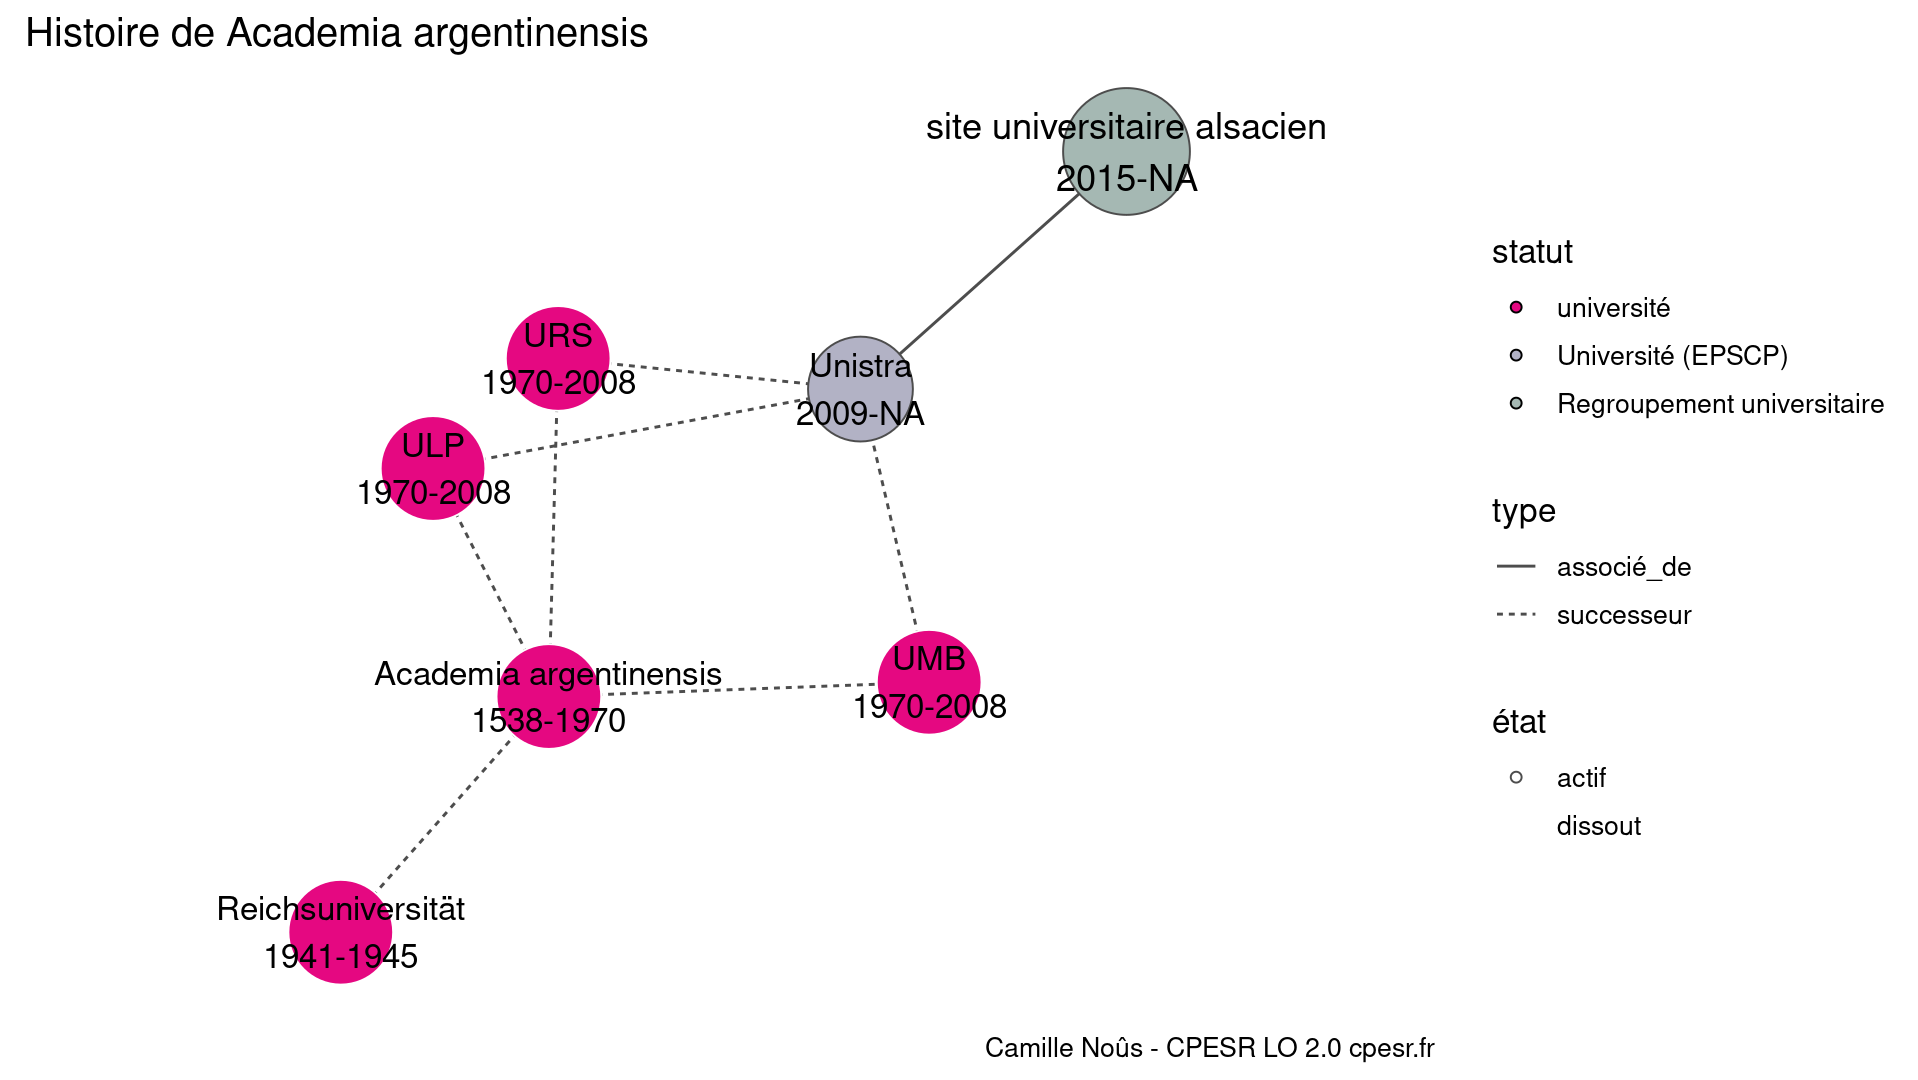 Histoire de Academia argentinensis
site universitaire alsacien
2015-NA
URS
1970-2008
Unistra
2009-NA
ULP
1970-2008
Academia argentinensis
1538-1970
UMB
1970-2008
Reichsuniversität
1941-1945
statut
université
Université (EPSCP)
Regroupement universitaire
type
associé_de
successeur
état
actif
dissout
Camille Noûs - CPESR LO 2.0 cpesr.fr